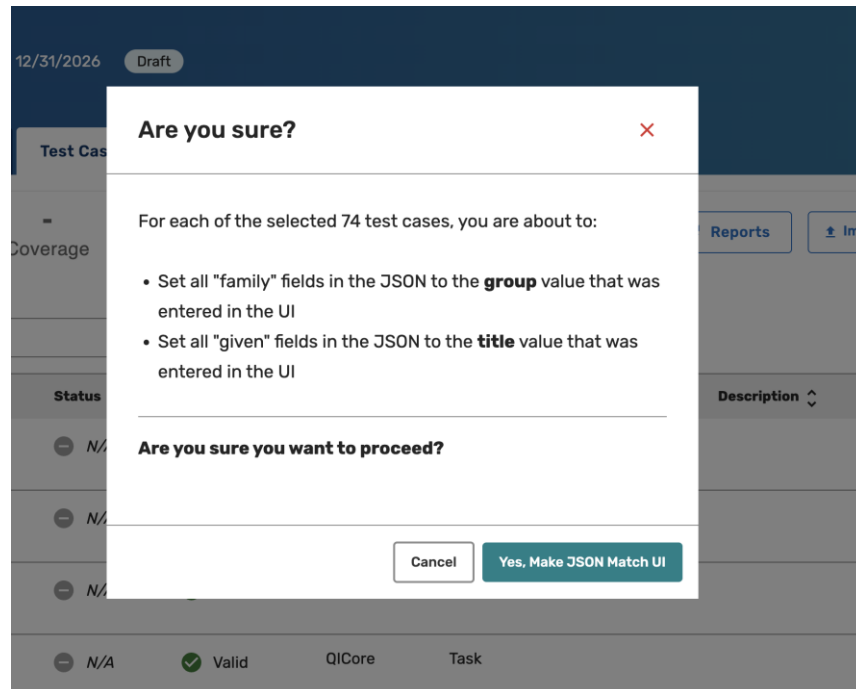 12/31/2026 Draft
Are you sure?
Test Cas
For each of the selected 74 test cases, you are about to:
-
Coverage
Reports
Im
• Set all "family" fields in the JSON to the group value that was
entered in the UI
• Set all "given" fields in the JSON to the title value that was
entered in the UI
Status
Description
N/
Are you sure you want to proceed?
N/
Cancel
Yes, Make JSON Match UI
N/
N/A Valid QICore Task